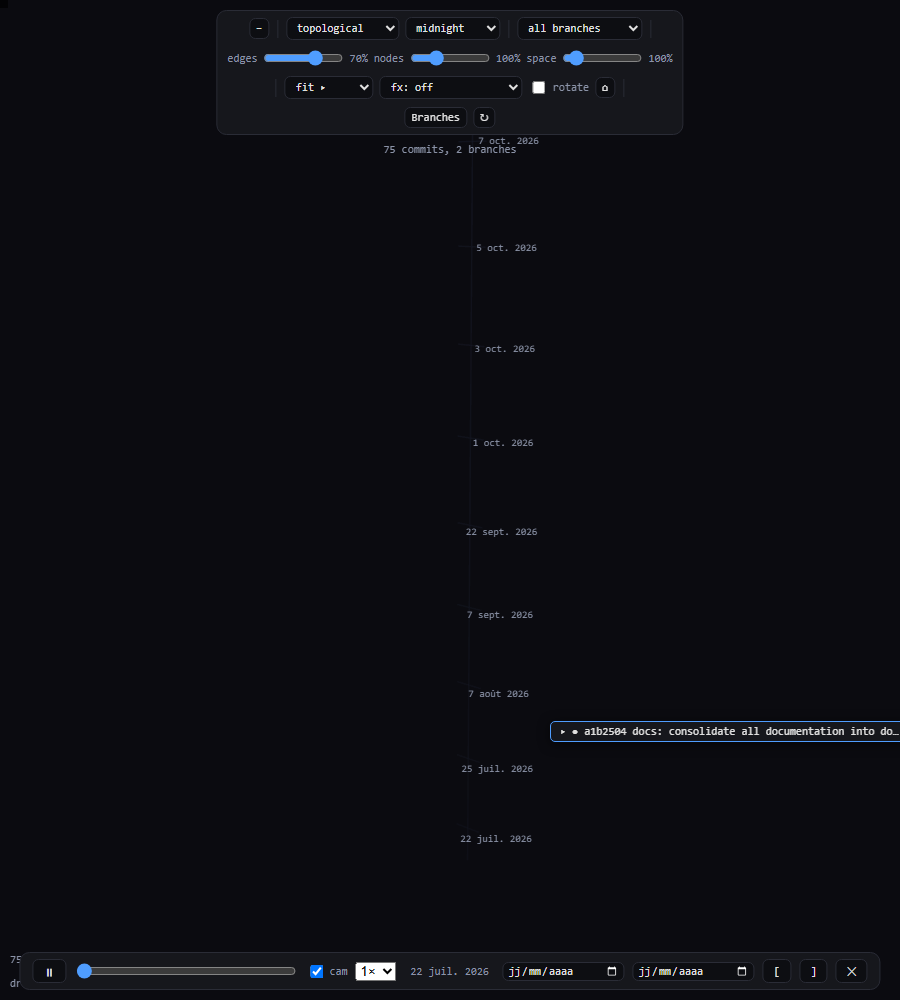 − topological midnight all branches
edges 70% nodes 100% space 100%
fit ▸ fx: off rotate ⌂
Branches ↻
7 oct. 2026
75 commits, 2 branches
5 oct. 2026
3 oct. 2026
1 oct. 2026
22 sept. 2026
7 sept. 2026
7 août 2026
▸ ● a1b2504 docs: consolidate all documentation into do…
25 juil. 2026
22 juil. 2026
75
dr
cam 1× 22 juil. 2026 jj/mm/aaaa jj/mm/aaaa [ ] ✕